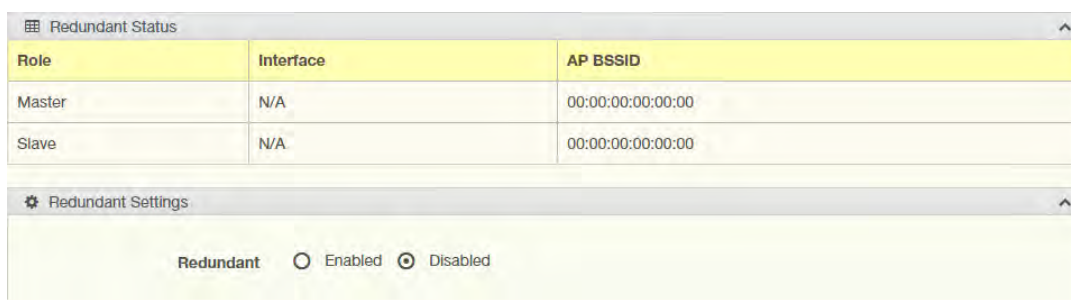 Redundant Status
Role Interface AP BSSID
Master N/A 00:00:00:00:00:00
Slave N/A 00:00:00:00:00:00
Redundant Settings
Redundant Enabled Disabled